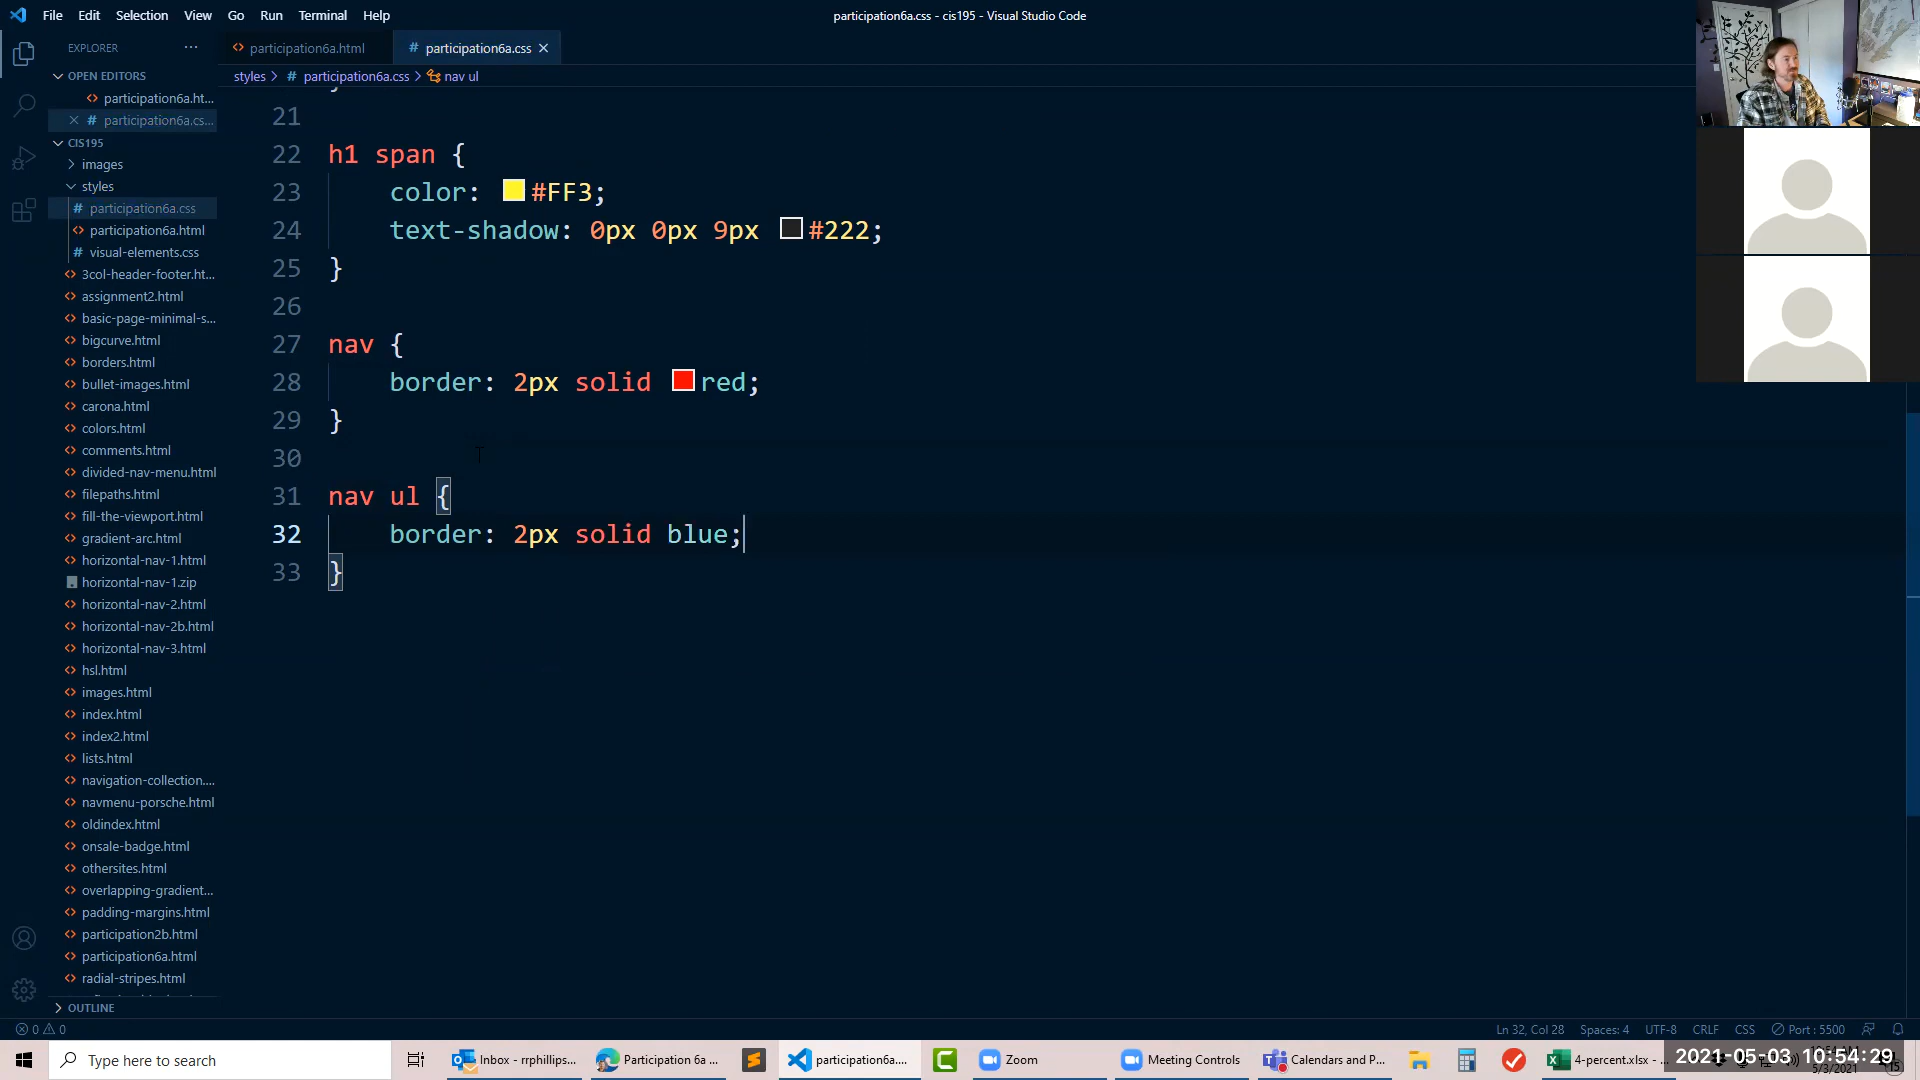 File Edit Selection View Go Run Terminal Help
participation6a.css - cis195 - Visual Studio Code
EXPLORER ···
participation6a.html
# participation6a.css
styles > # participation6a.css > nav ul
OPEN EDITORS
participation6a.ht...
# participation6a.cs...
CIS195
images
styles
# participation6a.css
participation6a.html
# visual-elements.css
3col-header-footer.ht...
assignment2.html
basic-page-minimal-s...
bigcurve.html
borders.html
bullet-images.html
carona.html
colors.html
comments.html
divided-nav-menu.html
filepaths.html
fill-the-viewport.html
gradient-arc.html
horizontal-nav-1.html
horizontal-nav-1.zip
horizontal-nav-2.html
horizontal-nav-2b.html
horizontal-nav-3.html
hsl.html
images.html
index.html
index2.html
lists.html
navigation-collection....
navmenu-porsche.html
oldindex.html
onsale-badge.html
othersites.html
overlapping-gradient...
padding-margins.html
participation2b.html
participation6a.html
radial-stripes.html
OUTLINE
21
22 h1 span {
23 color: #FF3;
24 text-shadow: 0px 0px 9px #222;
25 }
26
27 nav {
28 border: 2px solid red;
29 }
30
31 nav ul {
32 border: 2px solid blue;
33 }
0 0
Ln 32, Col 28 Spaces: 4 UTF-8 CRLF CSS Port : 5500
Type here to search
Inbox - rrphillips...
Participation 6a ...
participation6a....
Zoom
Meeting Controls
Calendars and P...
4-percent.xlsx - ...
2021-05-03 10:54:29
5/3/2021